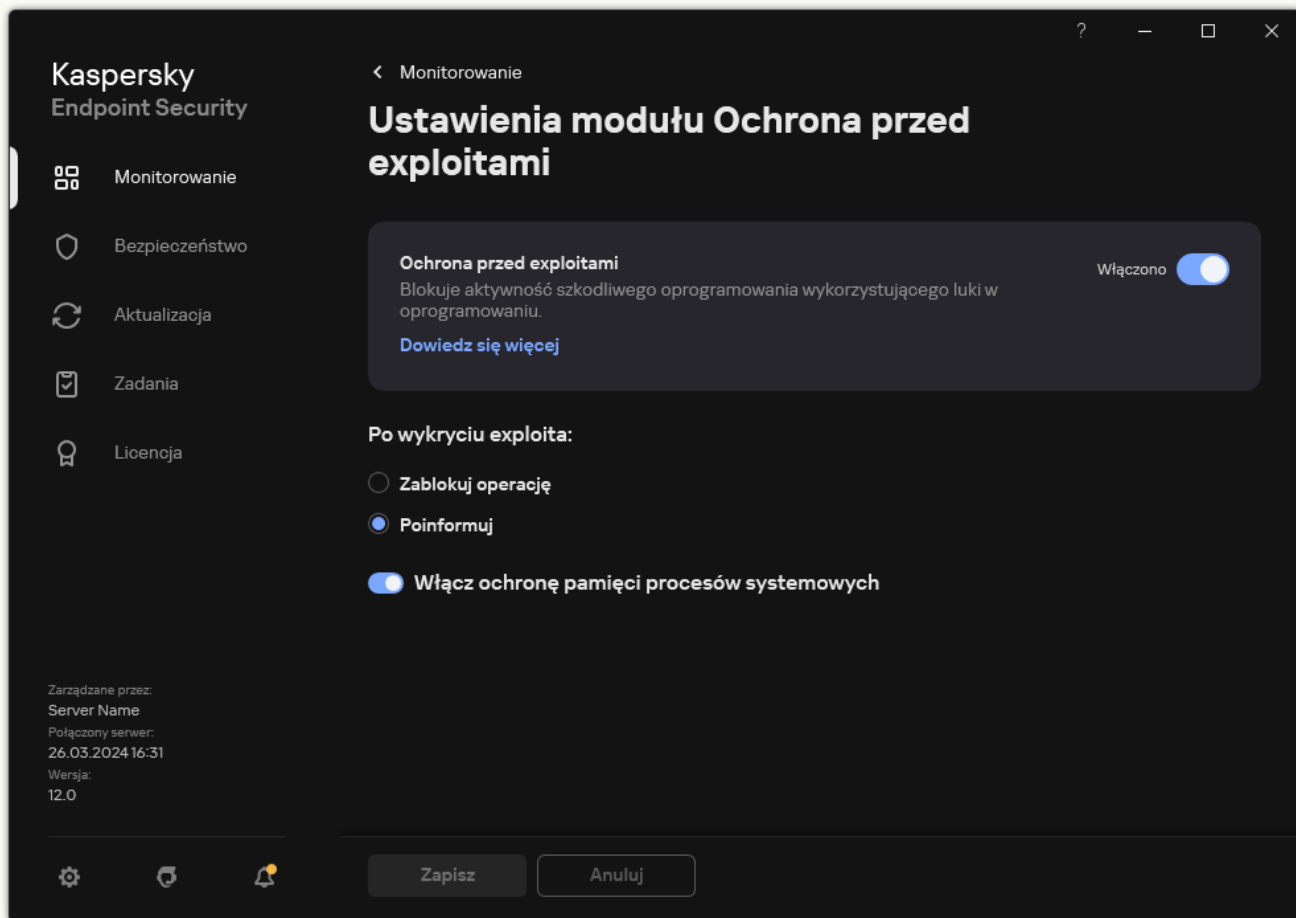 ?
Kaspersky
Endpoint Security
Monitorowanie
Bezpieczeństwo
Aktualizacja
Zadania
Licencja
Zarządzane przez:
Server Name
Połączony serwer:
26.03.2024 16:31
Wersja:
12.0
Monitorowanie
Ustawienia modułu Ochrona przed
exploitami
Ochrona przed exploitami
Włączono
Blokuje aktywność szkodliwego oprogramowania wykorzystującego luki w
oprogramowaniu.
Dowiedz się więcej
Po wykryciu exploita:
Zablokuj operację
Poinformuj
Włącz ochronę pamięci procesów systemowych
Zapisz
Anuluj